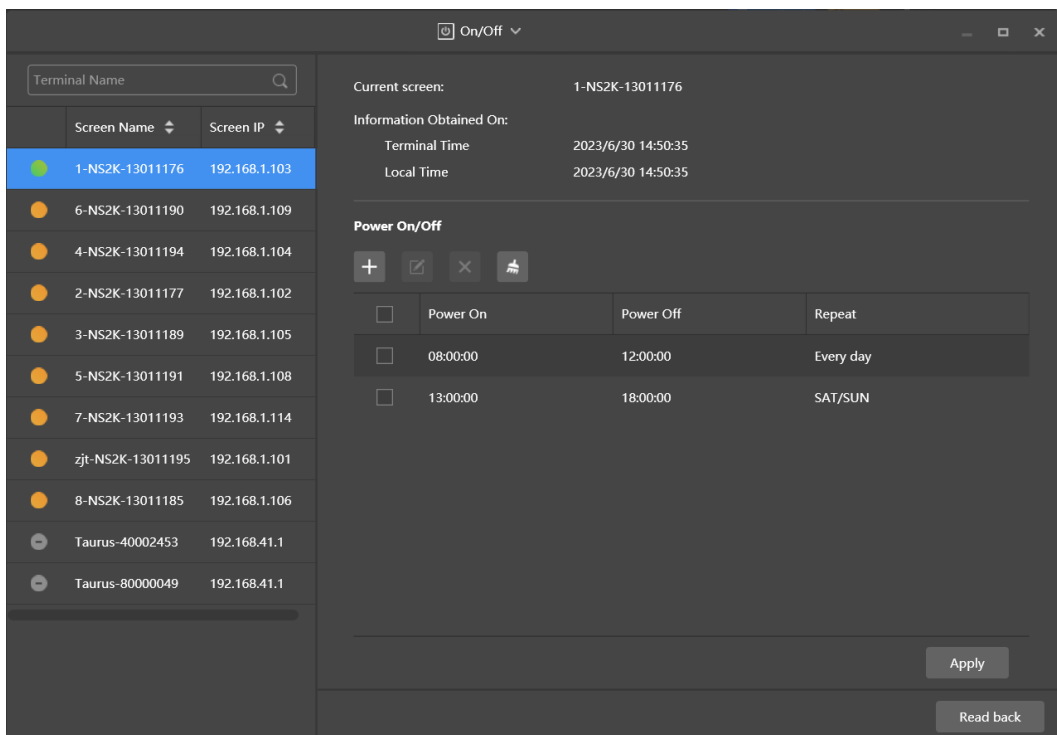 On/Off
Terminal Name
Screen Name Screen IP
1-NS2K-13011176 192.168.1.103
6-NS2K-13011190 192.168.1.109
4-NS2K-13011194 192.168.1.104
2-NS2K-13011177 192.168.1.102
3-NS2K-13011189 192.168.1.105
5-NS2K-13011191 192.168.1.108
7-NS2K-13011193 192.168.1.114
zjt-NS2K-13011195 192.168.1.101
8-NS2K-13011185 192.168.1.106
Taurus-40002453 192.168.41.1
Taurus-80000049 192.168.41.1
Current screen: 1-NS2K-13011176
Information Obtained On:
Terminal Time 2023/6/30 14:50:35
Local Time 2023/6/30 14:50:35
Power On/Off
Power On Power Off Repeat
08:00:00 12:00:00 Every day
13:00:00 18:00:00 SAT/SUN
Apply
Read back